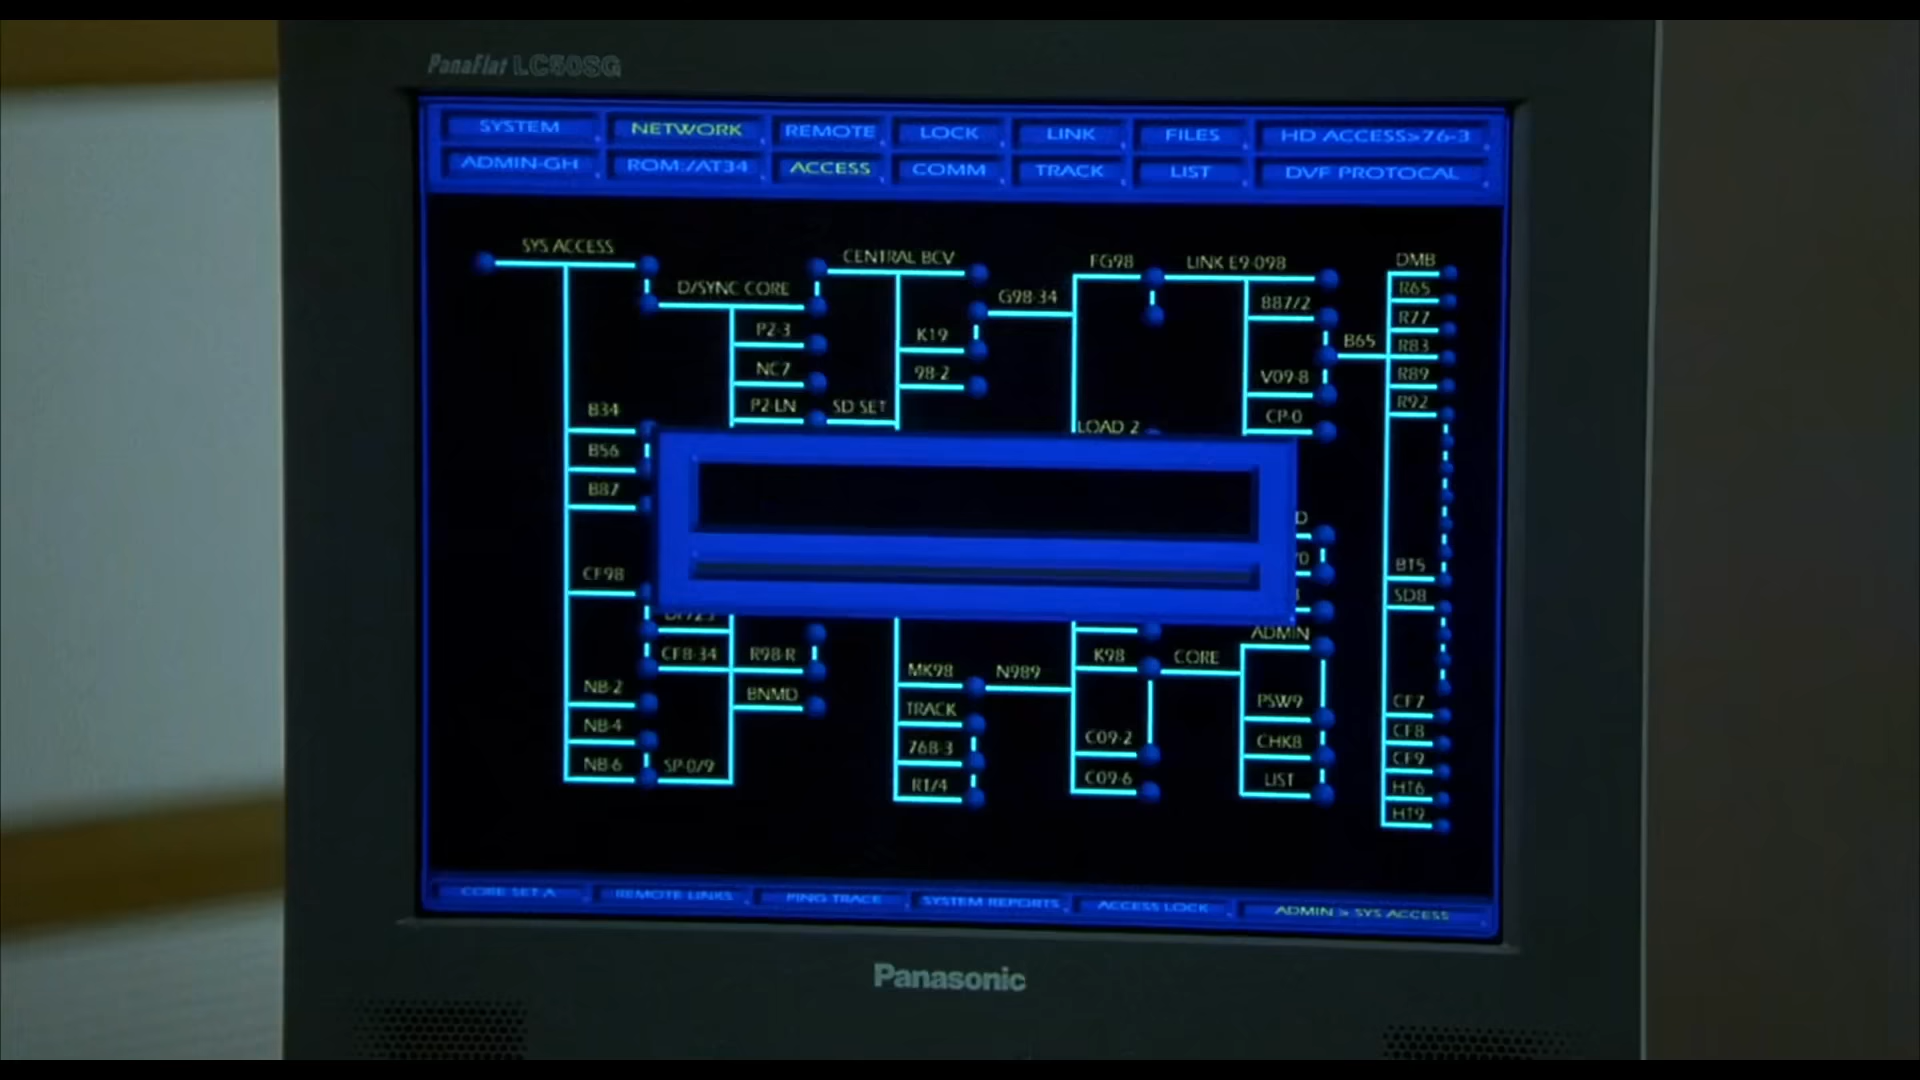 PanaFlat LC50SG
SYSTEM NETWORK REMOTE LOCK LINK FILES HD ACCESS>76-3
ADMIN-GH ROM:/AT34 ACCESS COMM TRACK LIST DVF PROTOCAL
SYS ACCESS CENTRAL BCV FG98 LINK E9-098 DMB
D/SYNC CORE G98-34 887/2 R65
P2-3 K19 B65 R77
R83
NC7 98-2 V09-8 R89
B34 P2-LN SD SET LOAD 2 CP-0 R92
B56
B87
D
CF98 BT5
SD8
ADMIN
CF8-34 R98-R MK98 N989 K98 CORE
NB-2 BNMD TRACK PSW9 CF7
NB-4 768-3 C09-2 CHK8 CF8
CF9
NB-6 SP-0/9 R1/4 C09-6 LIST HT6
HT9
CORE SET A REMOTE LINKS PING TRACE SYSTEM REPORTS ACCESS LOCK ADMIN > SYS ACCESS
Panasonic